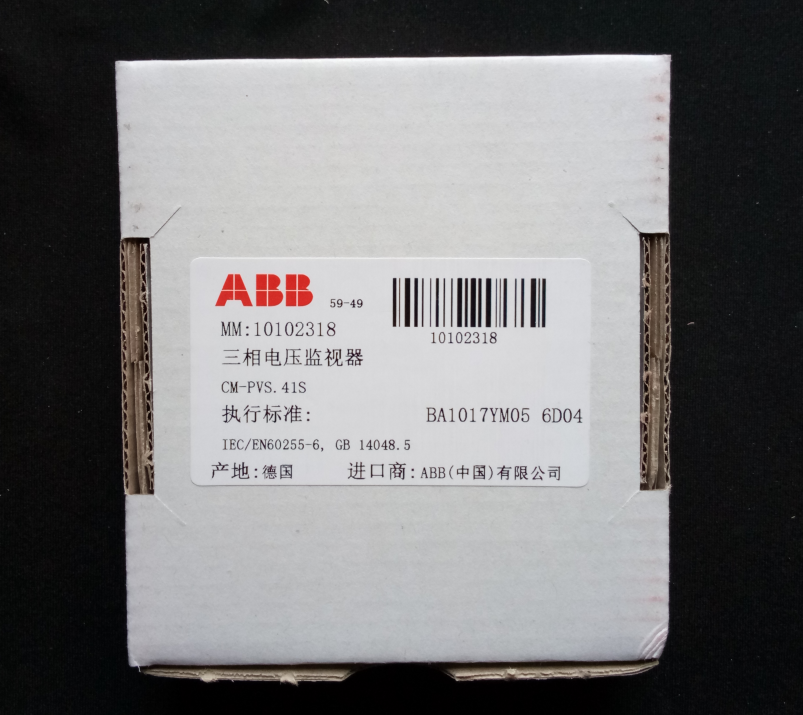 ABB 59-49
10102318
MM:10102318
三相电压监视器
CM-PVS.41S
执行标准: BA1017YM05 6D04
IEC/EN60255-6, GB 14048.5
产地:德国 进口商:ABB(中国)有限公司